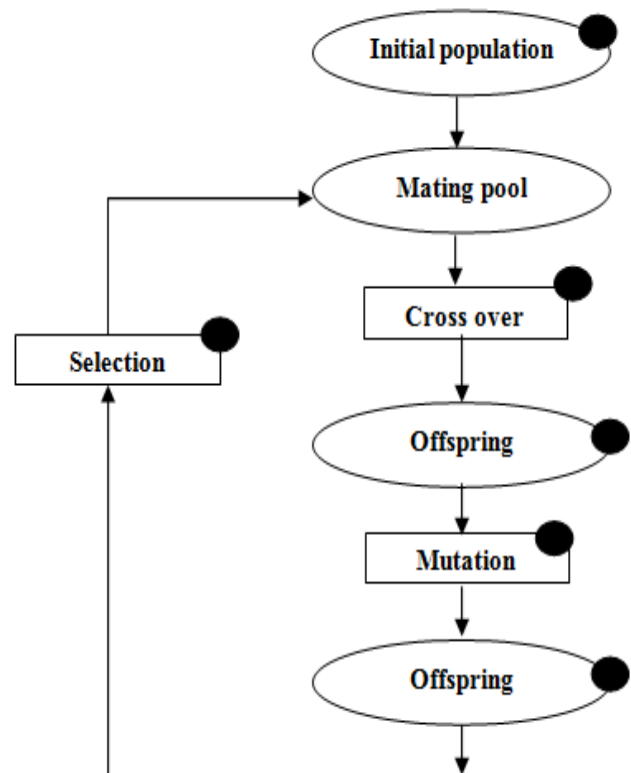 Initial population
Mating pool
Cross over
Selection
Offspring
Mutation
Offspring